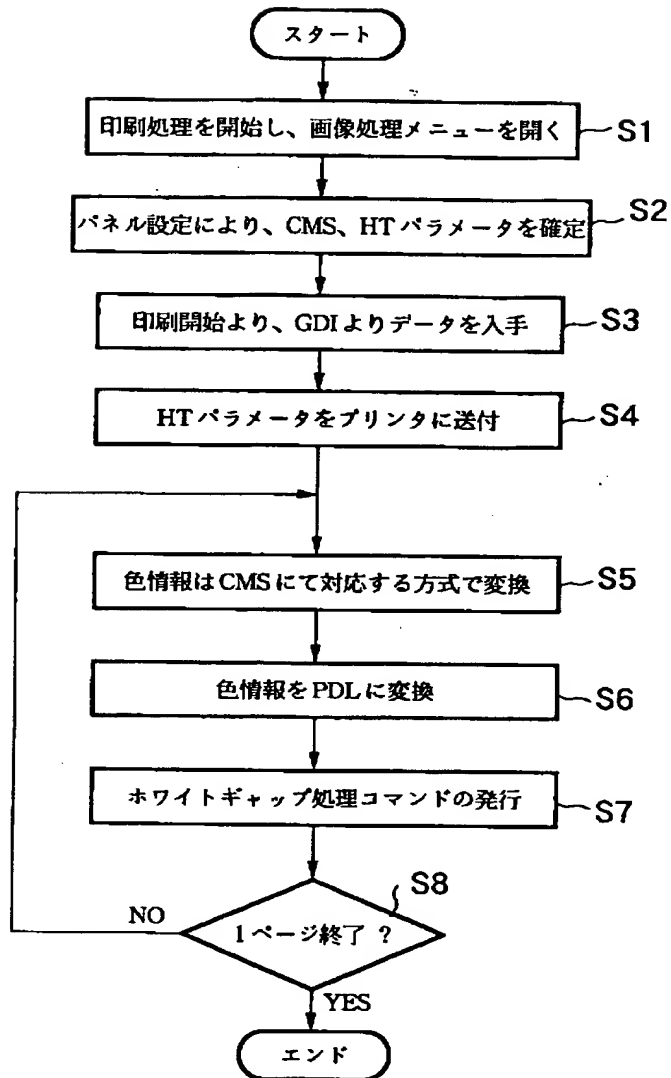 スタート
印刷処理を開始し、画像処理メニューを開く
S1
パネル設定により、CMS、HTパラメータを確定
S2
印刷開始より、GDIよりデータを入手
S3
HTパラメータをプリンタに送付
S4
色情報はCMSにて対応する方式で変換
S5
色情報をPDLに変換
S6
ホワイトギャップ処理コマンドの発行
S7
S8
NO
1ページ終了 ?
YES
エンド